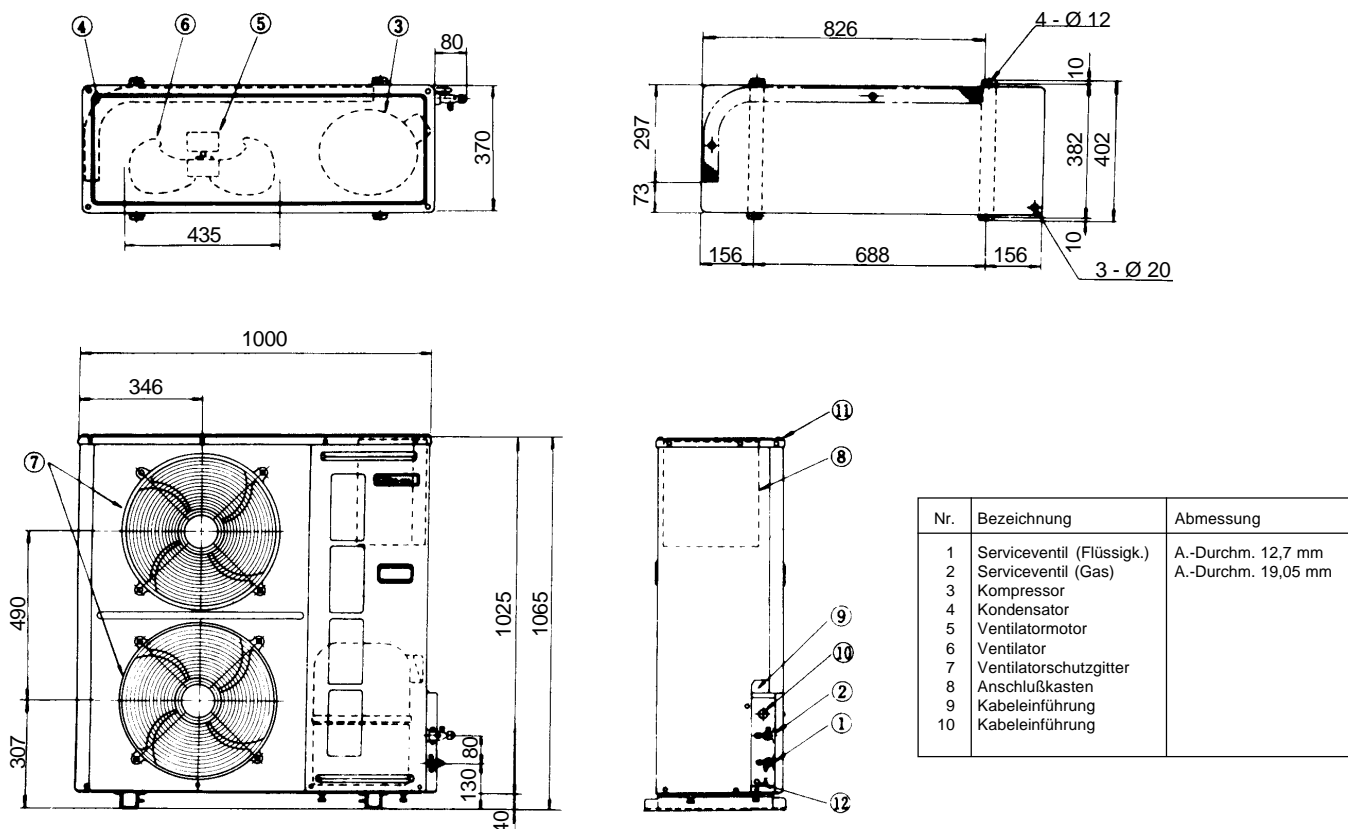 ④ ⑥ ⑤ ③ 80
370
435
826
4 - Ø 12
10
297
73
382
402
10
156 688 156
3 - Ø 20
1000
346
⑦
490
307
1025
1065
80
130
40
⑪
⑧
⑨
⑩
②
①
⑫
Nr. Bezeichnung Abmessung
1 Serviceventil (Flüssigk.) A.-Durchm. 12,7 mm
2 Serviceventil (Gas) A.-Durchm. 19,05 mm
3 Kompressor
4 Kondensator
5 Ventilatormotor
6 Ventilator
7 Ventilatorschutzgitter
8 Anschlußkasten
9 Kabeleinführung
10 Kabeleinführung